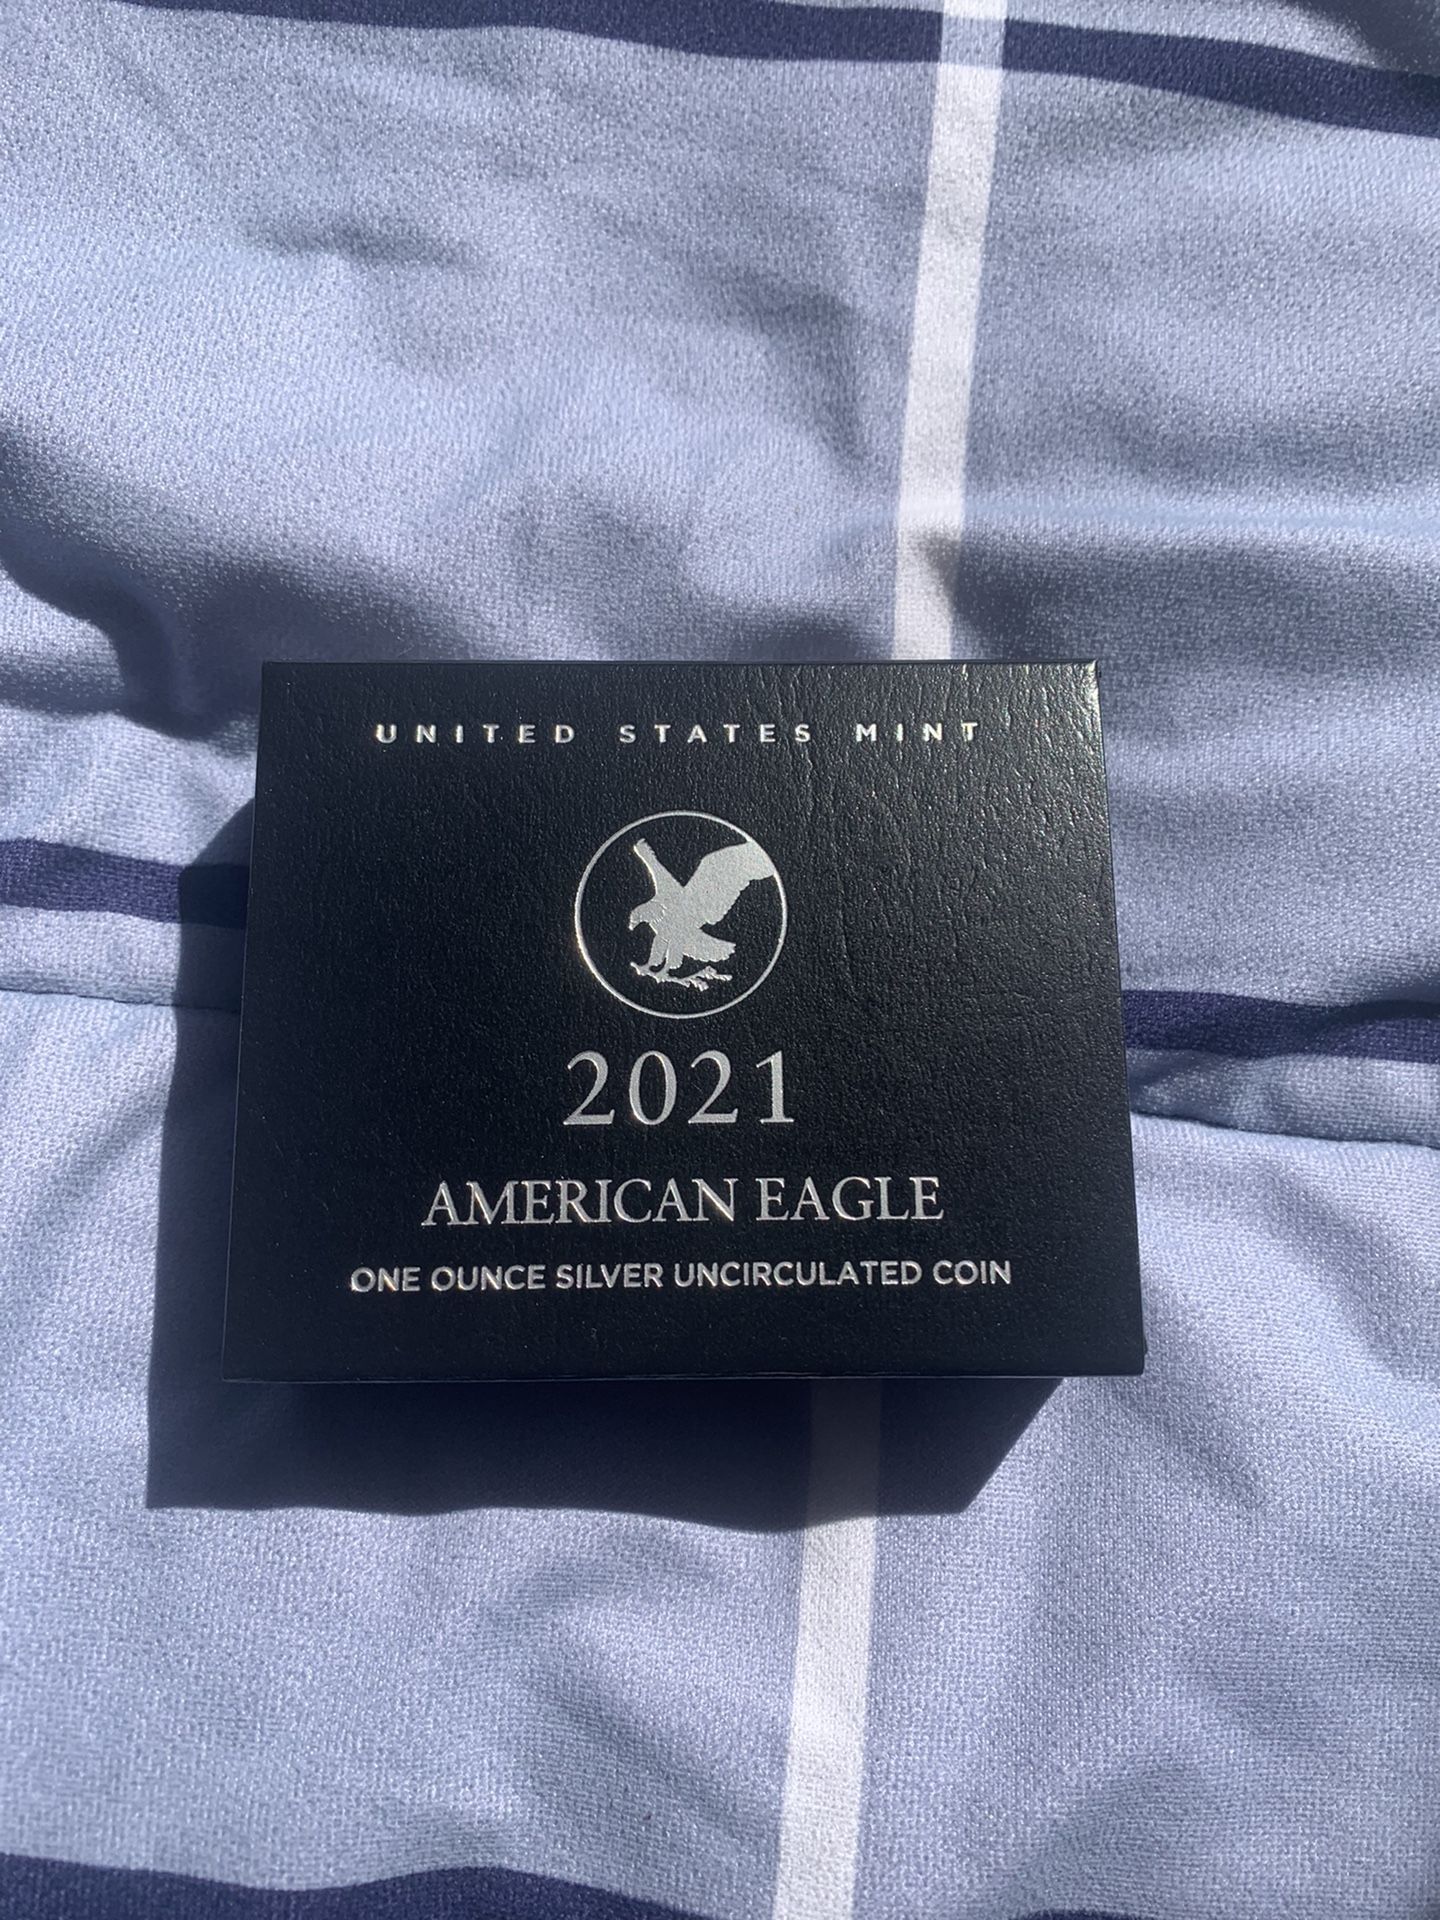 UNITED STATES MINT
2021
AMERICAN EAGLE
ONE OUNCE SILVER UNCIRCULATED COIN